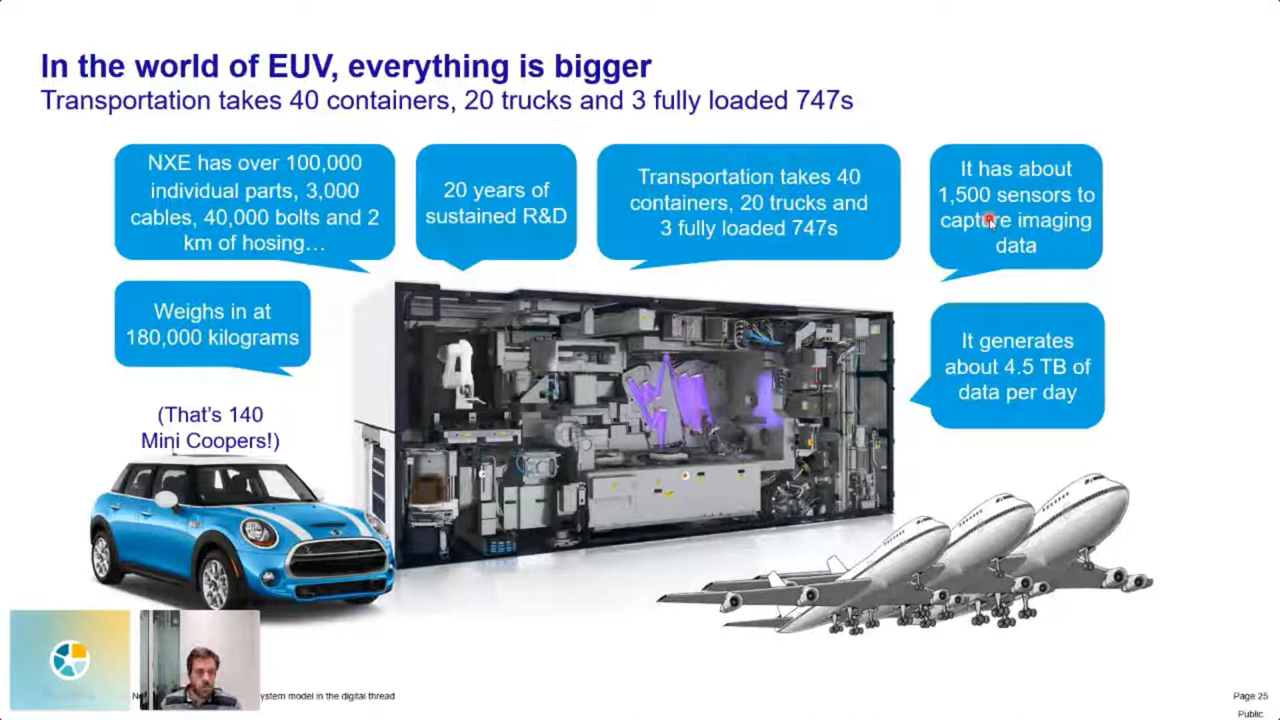 In the world of EUV, everything is bigger
Transportation takes 40 containers, 20 trucks and 3 fully loaded 747s
NXE has over 100,000
individual parts, 3,000
cables, 40,000 bolts and 2
km of hosing…
20 years of
sustained R&D
Transportation takes 40
containers, 20 trucks and
3 fully loaded 747s
It has about
1,500 sensors to
capture imaging
data
Weighs in at
180,000 kilograms
It generates
about 4.5 TB of
data per day
(That's 140
Mini Coopers!)
system model in the digital thread
Page 25
Public